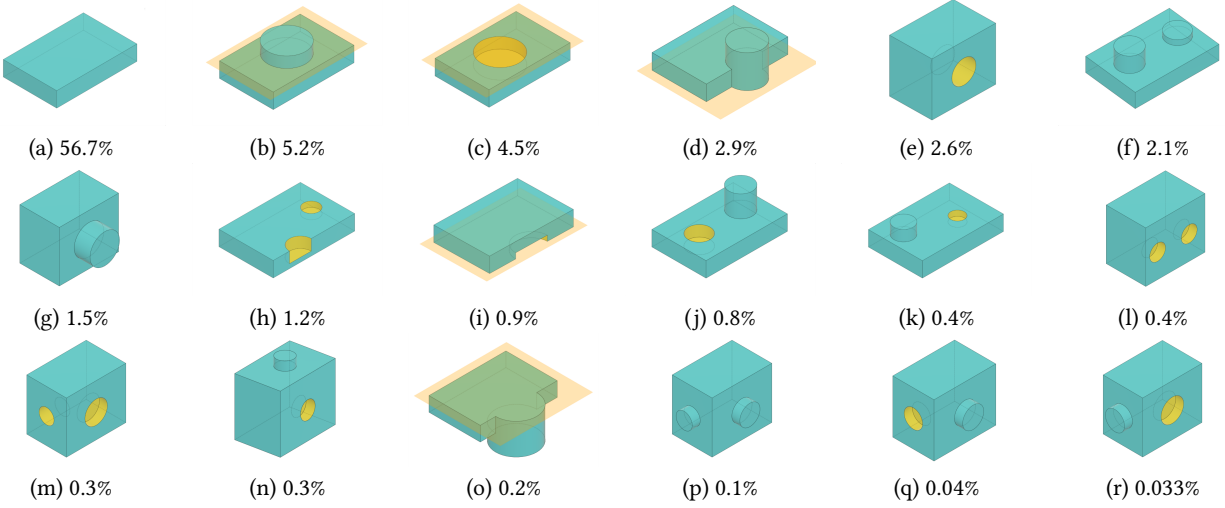 (a) 56.7%
(b) 5.2%
(c) 4.5%
(d) 2.9%
(e) 2.6%
(f) 2.1%
(g) 1.5%
(h) 1.2%
(i) 0.9%
(j) 0.8%
(k) 0.4%
(l) 0.4%
(m) 0.3%
(n) 0.3%
(o) 0.2%
(p) 0.1%
(q) 0.04%
(r) 0.033%